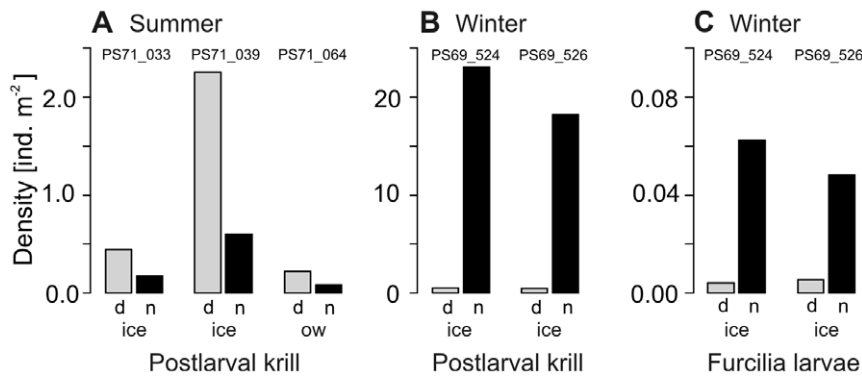 A Summer
B Winter
C Winter
PS71_033 PS71_039 PS71_064
PS69_524 PS69_526
PS69_524 PS69_526
Density [ind. m⁻²]
2.0
1.0
0.0
20
10
0
0.08
0.04
0.00
d n d n d n
ice ice ow
Postlarval krill
d n d n
ice ice
Postlarval krill
d n d n
ice ice
Furcilia larvae